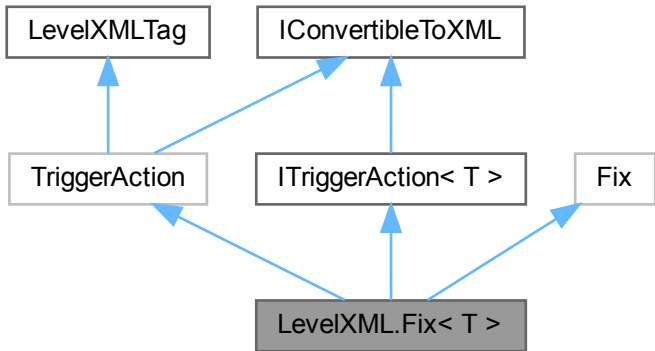 LevelXMLTag
IConvertibleToXML
TriggerAction
ITriggerAction< T >
Fix
LevelXML.Fix< T >